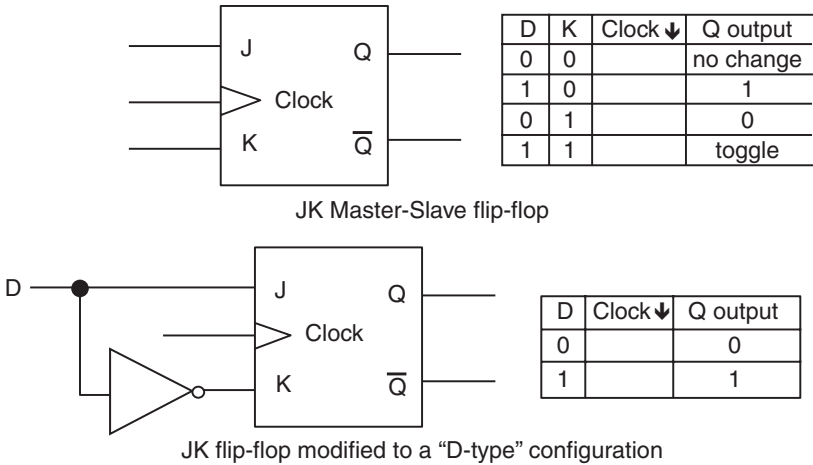 J Q
Clock
K Q̅
D K Clock ↓ Q output
0 0 no change
1 0 1
0 1 0
1 1 toggle
JK Master-Slave flip-flop
D J Q
Clock
K Q̅
D Clock ↓ Q output
0 0
1 1
JK flip-flop modified to a “D-type” configuration